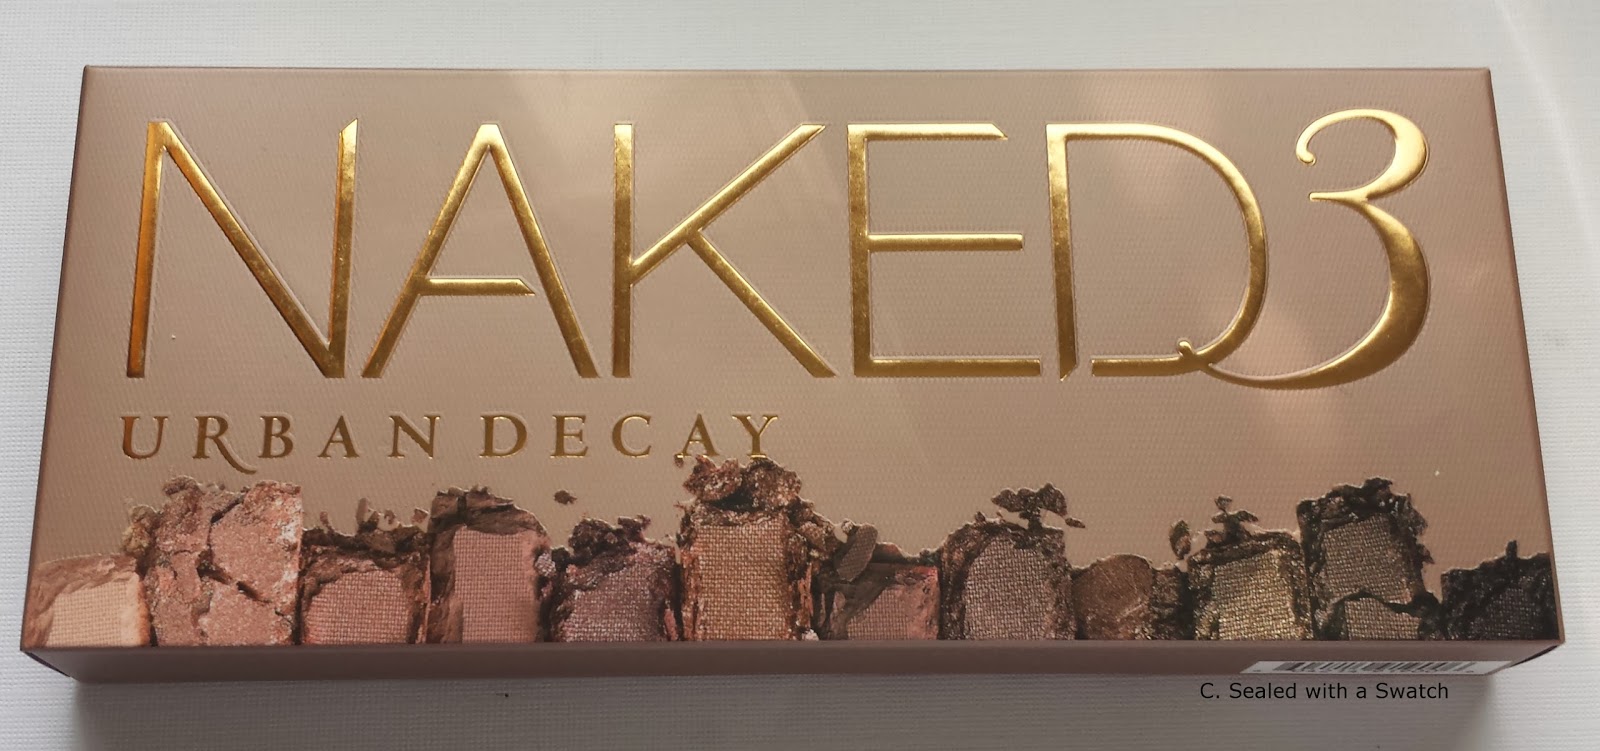 NAKED3
URBAN DECAY
C. Sealed with a Swatch